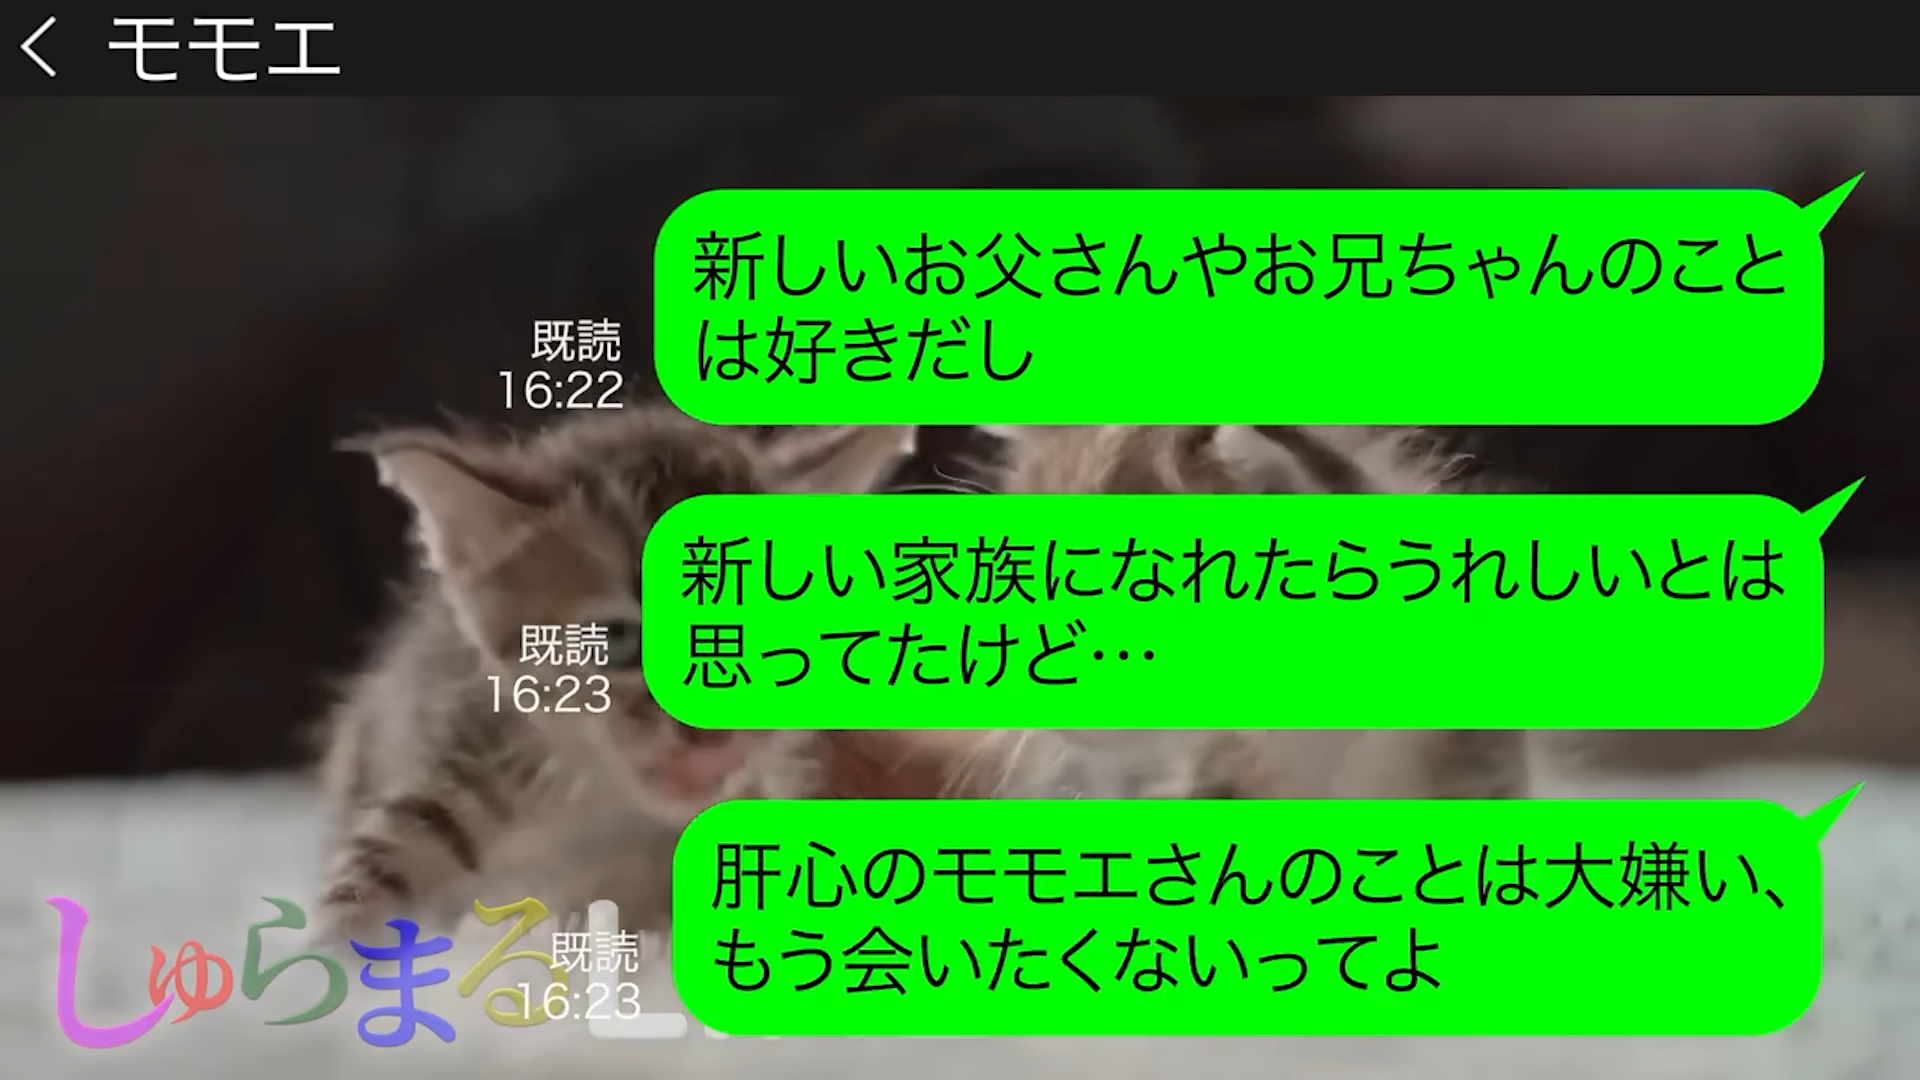 モモエ
新しいお父さんやお兄ちゃんのこと
は好きだし
既読
16:22
新しい家族になれたらうれしいとは
思ってたけど…
既読
16:23
肝心のモモエさんのことは大嫌い、
もう会いたくないってよ
既読
16:23
しゅらまる